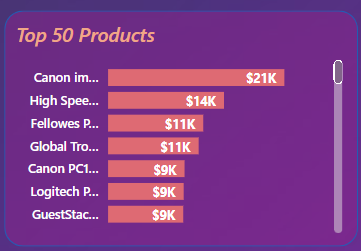 Top 50 Products
Canon im... $21K
High Spee... $14K
Fellowes P... $11K
Global Tro... $11K
Canon PC1... $9K
Logitech P... $9K
GuestStac... $9K